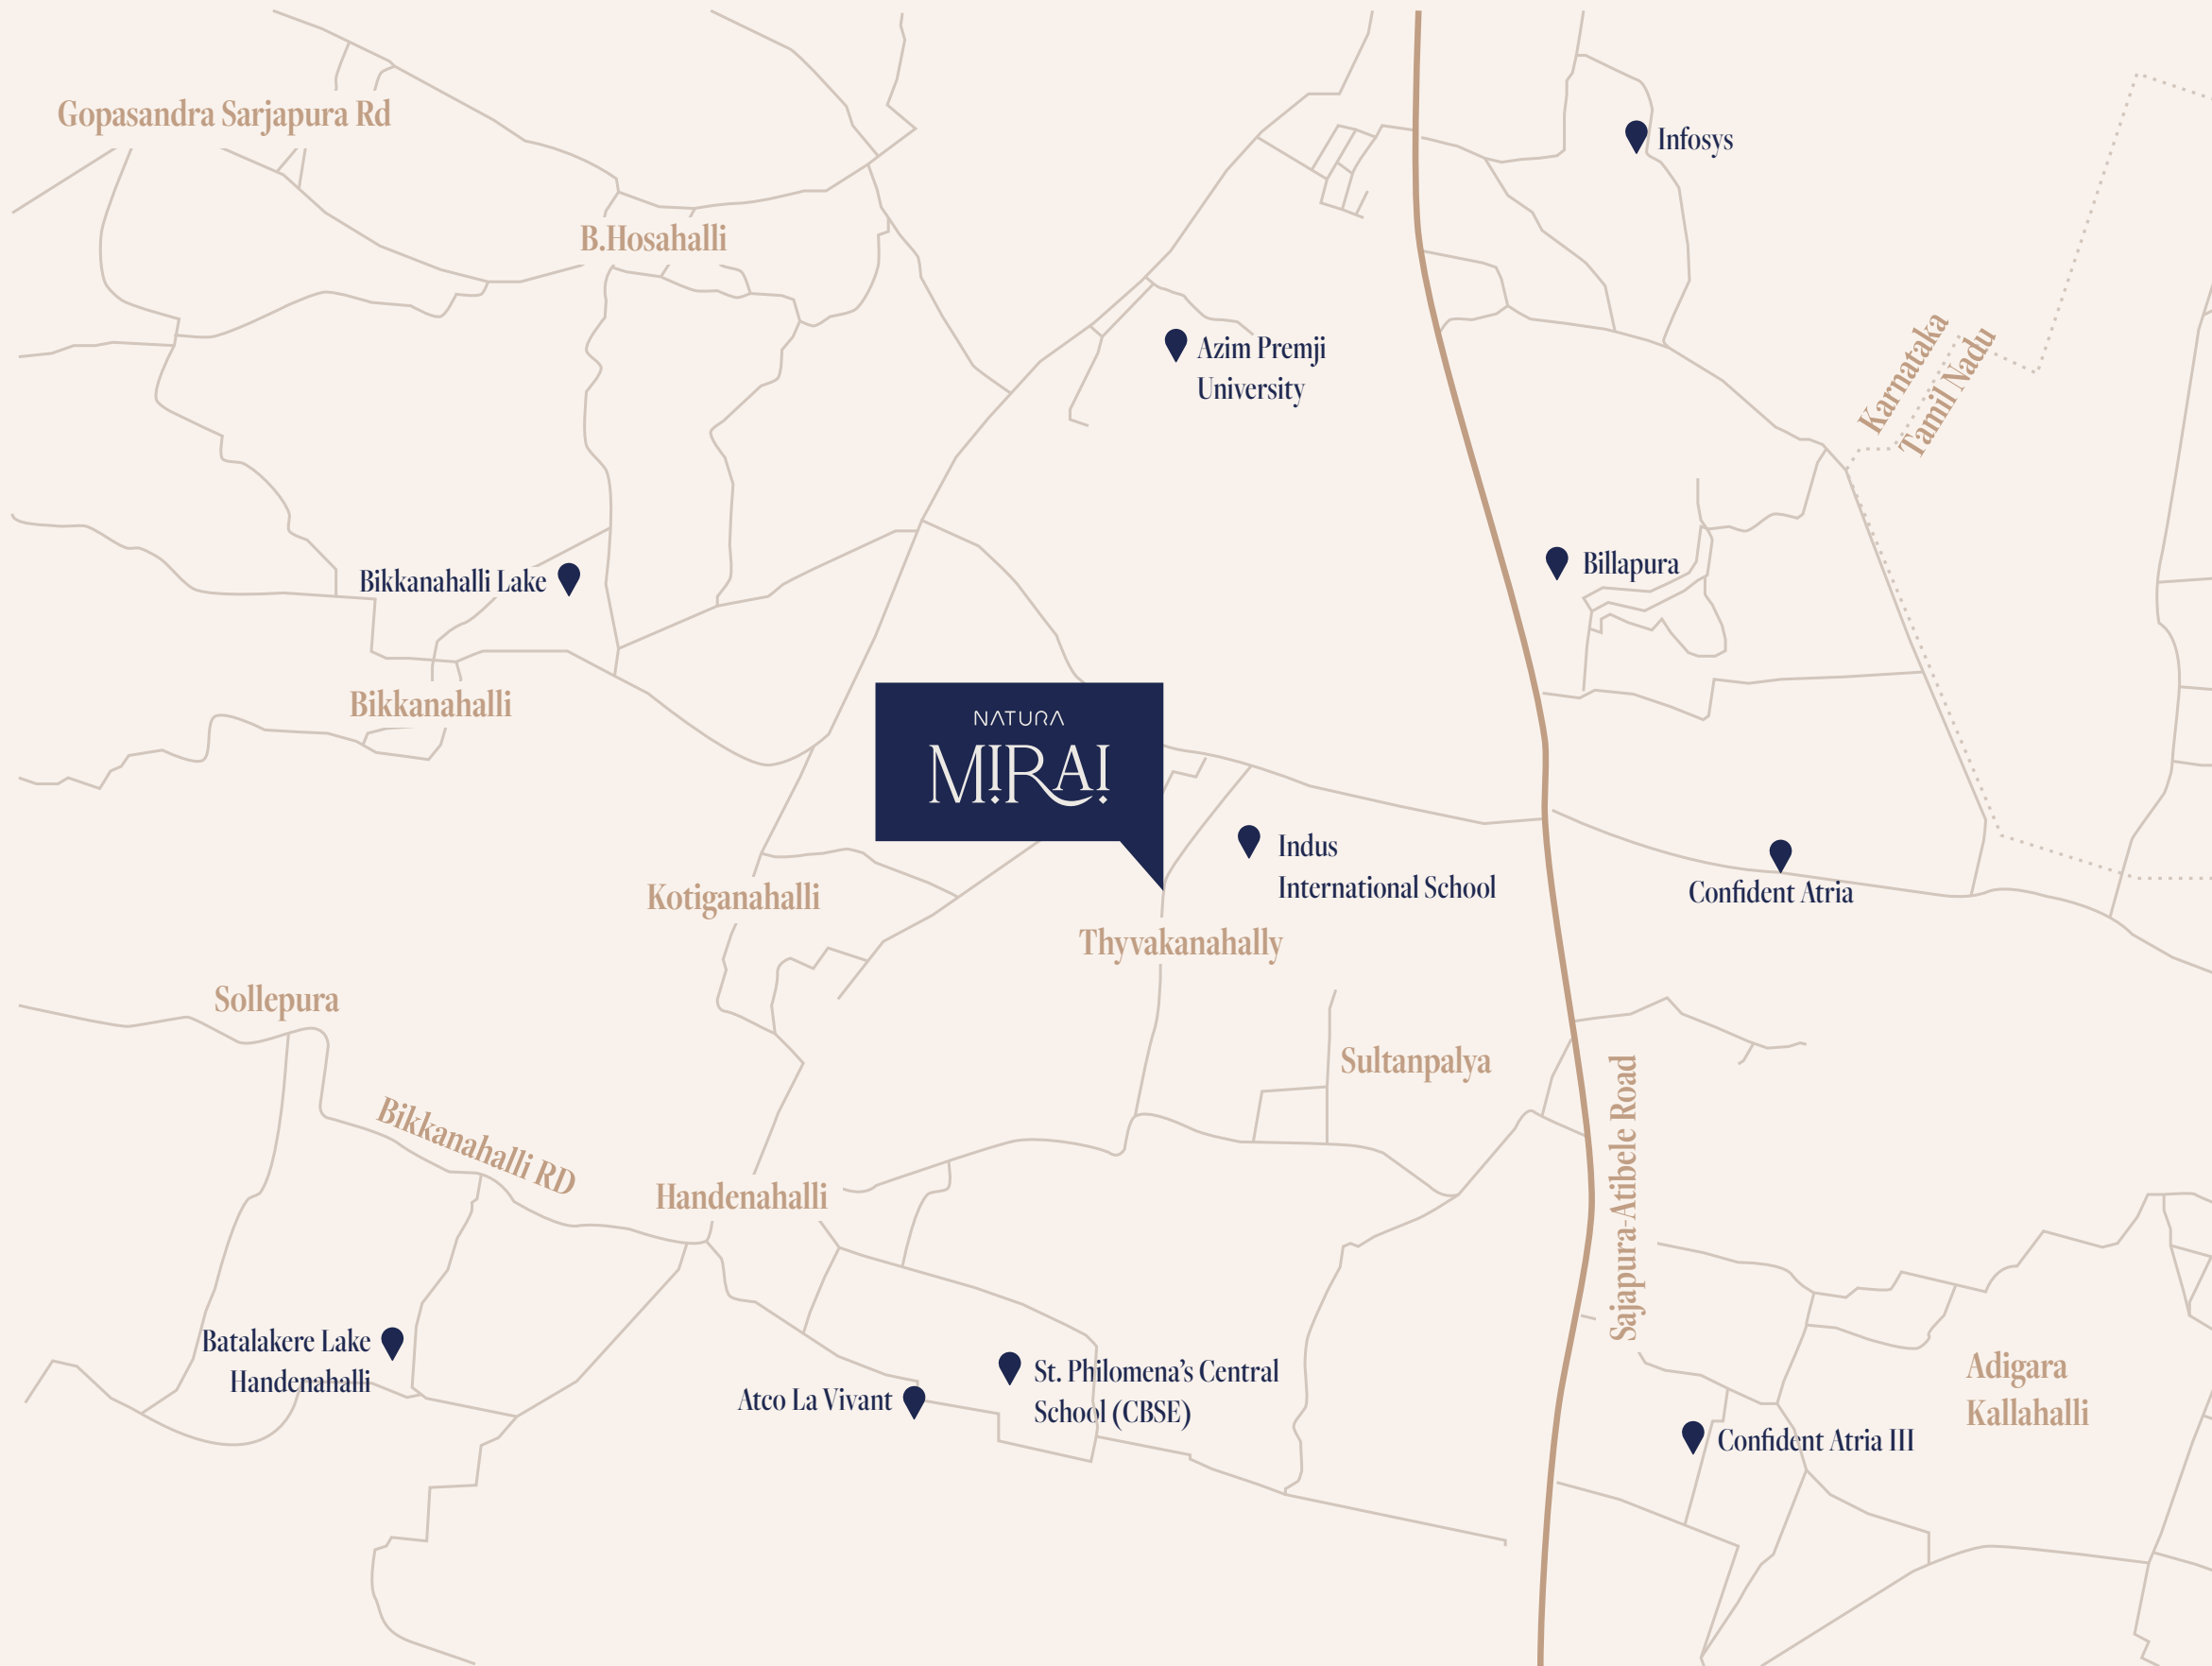 Gopasandra Sarjapura Rd
Infosys
B.Hosahalli
Azim Premji
University
Karnataka
Tamil Nadu
Billapura
Bikkanahalli Lake
Bikkanahalli
NATURA
MIRAI
Indus
International School
Confident Atria
Kotiganahalli
Thyvakanahally
Sollepura
Sultanpalya
Bikkanahalli RD
Handenahalli
Sajapura-Atibele Road
Batalakere Lake
Handenahalli
St. Philomena’s Central
School (CBSE)
Atco La Vivant
Adigara
Kallahalli
Confident Atria III